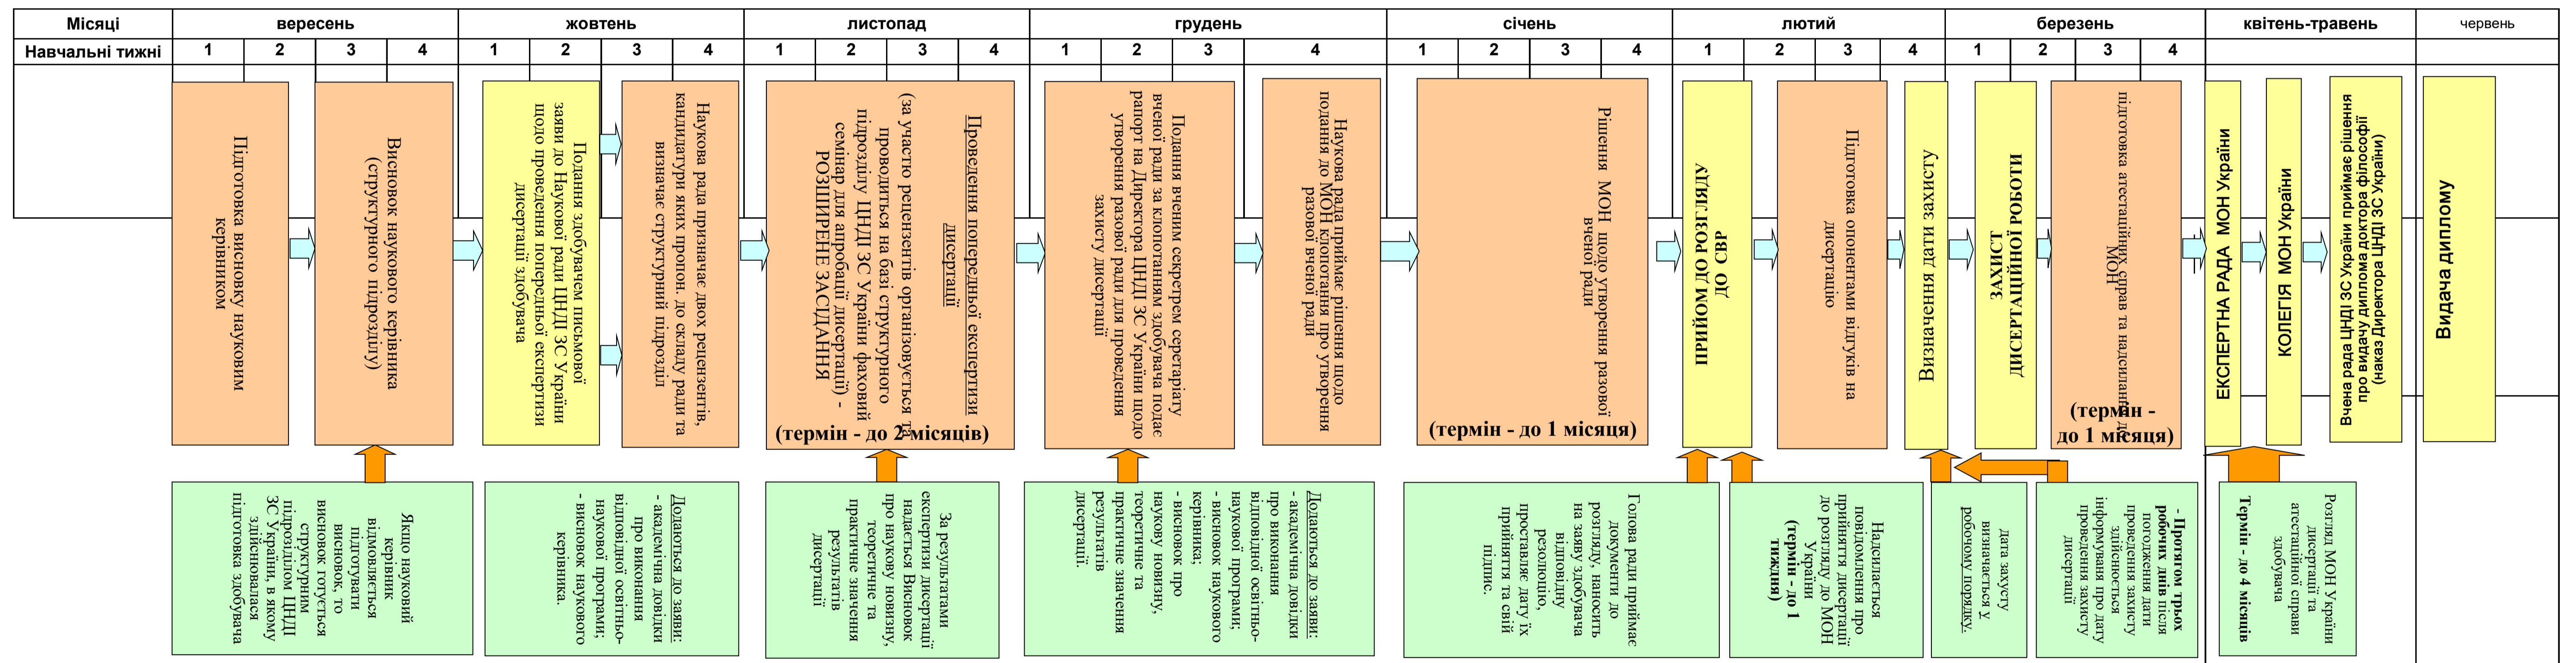 Місяці вересень жовтень листопад грудень січень лютий березень квітень-травень червень
Навчальні тижні 1 2 3 4 1 2 3 4 1 2 3 4 1 2 3 4 1 2 3 4 1 2 3 4 1 2 3 4
Підготовка висновку науковим
керівником
Висновок наукового керівника
(структурного підрозділу)
Подання здобувачем письмової
заяви до Наукової ради ЦНДІ ЗС України
щодо проведення попередньої експертизи
дисертації здобувача
Наукова рада призначає двох рецензентів,
кандидатури яких пропон. до складу ради та
визначає структурний підрозділ
Проведення попередньої експертизи
дисертації
(за участю рецензентів організовується та
проводиться на базі структурного
підрозділу ЦНДІ ЗС України фаховий
семінар для апробації дисертації) -
РОЗШИРЕНЕ ЗАСІДАННЯ
(термін - до 2 місяців)
Подання вченим секретрем серетаріату
вченої ради за клопотанням здобувача подає
рапорт на Директора ЦНДІ ЗС України щодо
утворення разової ради для проведення
захисту дисертації
Наукова рада приймає рішення щодо
подання до МОН клопотання про утворення
разової вченої ради
Рішення МОН щодо утворення разової
вченої ради
(термін - до 1 місяця)
ПРИЙОМ ДО РОЗГЛЯДУ
ДО СВР
Підготовка опонентами відгуків на
дисертацію
Визначення дати захисту
ЗАХИСТ
ДИСЕРТАЦІЙНОЇ РОБОТИ
підготовка атестаційних справ та надсилання до
МОН
(термін -
до 1 місяця)
ЕКСПЕРТНА РАДА МОН України
КОЛЕГІЯ МОН України
Вчена рада ЦНДІ ЗС України приймає рішення
про видачу диплома доктора філософії
(наказ Директора ЦНДІ ЗС України)
Видача диплому
Якщо науковий
керівник
відмовляється
підготувати
висновок, то
висновок готується
структурним
підрозділом ЦНДІ
ЗС України, в якому
здійснювалася
підготовка здобувача
Додаються до заяви:
- академічна довідки
про виконання
відповідної освітньо-
наукової програми;
- висновок наукового
керівника.
За результатами
експертизи дисертації
надається Висновок
про наукову новизну,
теоретичне та
практичне значення
результатів
дисертації
Додаються до заяви:
- академічна довідки
про виконання
відповідної освітньо-
наукової програми;
- висновок наукового
керівника;
- висновок про
наукову новизну,
теоретичне та
практичне значення
результатів
дисертації.
Голова ради приймає
документи до
розгляду, наносить
на заяву здобувача
відповідну
резолюцію,
проставляє дату їх
прийняття та свій
підпис.
Надсилається
повідомлення про
прийняття дисертації
до розгляду до МОН
України
(термін - до 1
тиждня)
дата захусту
визначається у
робочому порядку.
- Протягом трьох
робочих днів після
погодження дати
проведення захисту
здійснюється
інформуваня про дату
проведення захисту
дисертації
Розгляд МОН України
дисертації та
атестаційної справи
здобувача
Термін - до 4 місяців